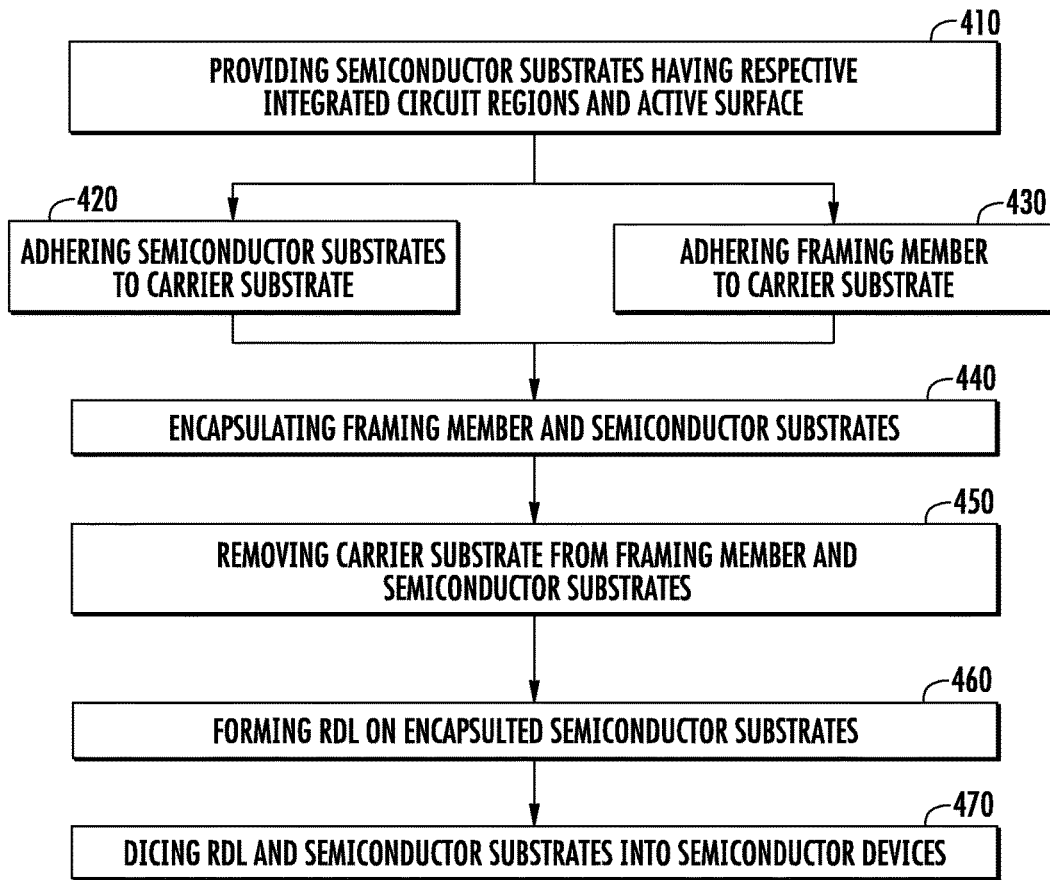 410
PROVIDING SEMICONDUCTOR SUBSTRATES HAVING RESPECTIVE
INTEGRATED CIRCUIT REGIONS AND ACTIVE SURFACE
420
ADHERING SEMICONDUCTOR SUBSTRATES
TO CARRIER SUBSTRATE
430
ADHERING FRAMING MEMBER
TO CARRIER SUBSTRATE
440
ENCAPSULATING FRAMING MEMBER AND SEMICONDUCTOR SUBSTRATES
450
REMOVING CARRIER SUBSTRATE FROM FRAMING MEMBER AND
SEMICONDUCTOR SUBSTRATES
460
FORMING RDL ON ENCAPSULTED SEMICONDUCTOR SUBSTRATES
470
DICING RDL AND SEMICONDUCTOR SUBSTRATES INTO SEMICONDUCTOR DEVICES